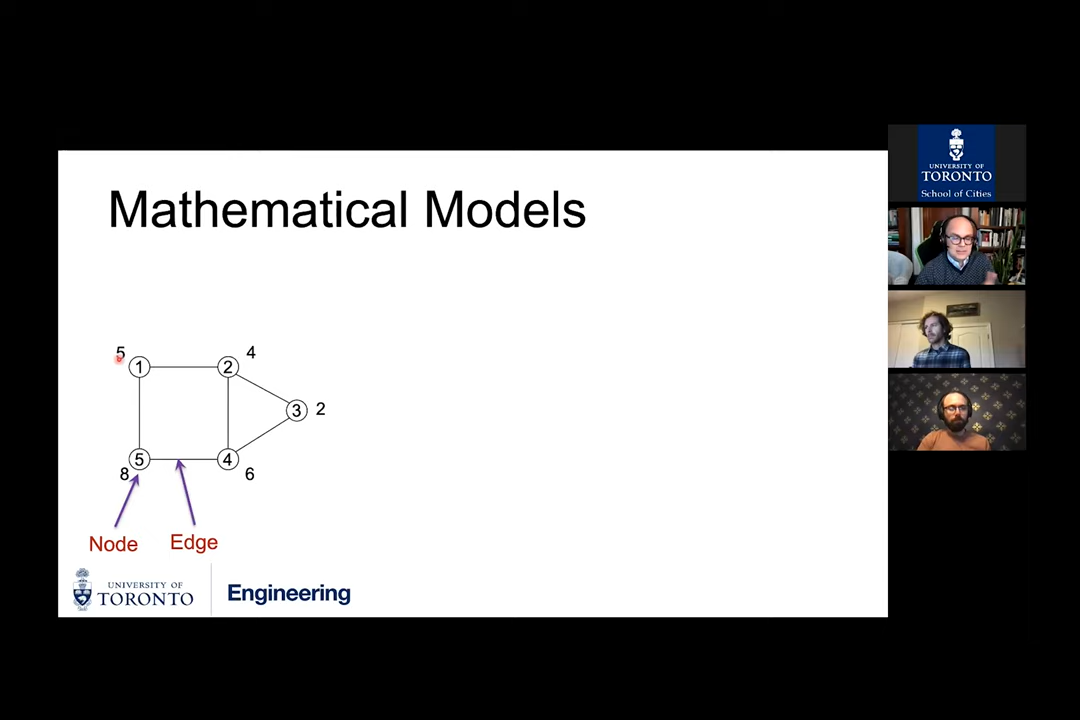 Mathematical Models
5
1
2
4
3
2
5
8
4
6
Node
Edge
UNIVERSITY OF
TORONTO
Engineering
UNIVERSITY OF
TORONTO
School of Cities